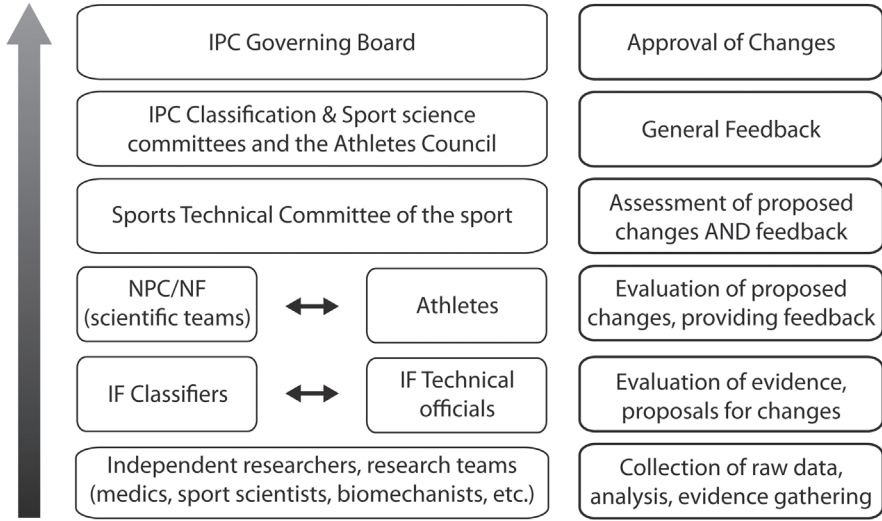 IPC Governing Board
Approval of Changes
IPC Classification & Sport science
committees and the Athletes Council
General Feedback
Sports Technical Committee of the sport
Assessment of proposed
changes AND feedback
NPC/NF
(scientific teams)
Athletes
Evaluation of proposed
changes, providing feedback
IF Classifiers
IF Technical
officials
Evaluation of evidence,
proposals for changes
Independent researchers, research teams
(medics, sport scientists, biomechanists, etc.)
Collection of raw data,
analysis, evidence gathering